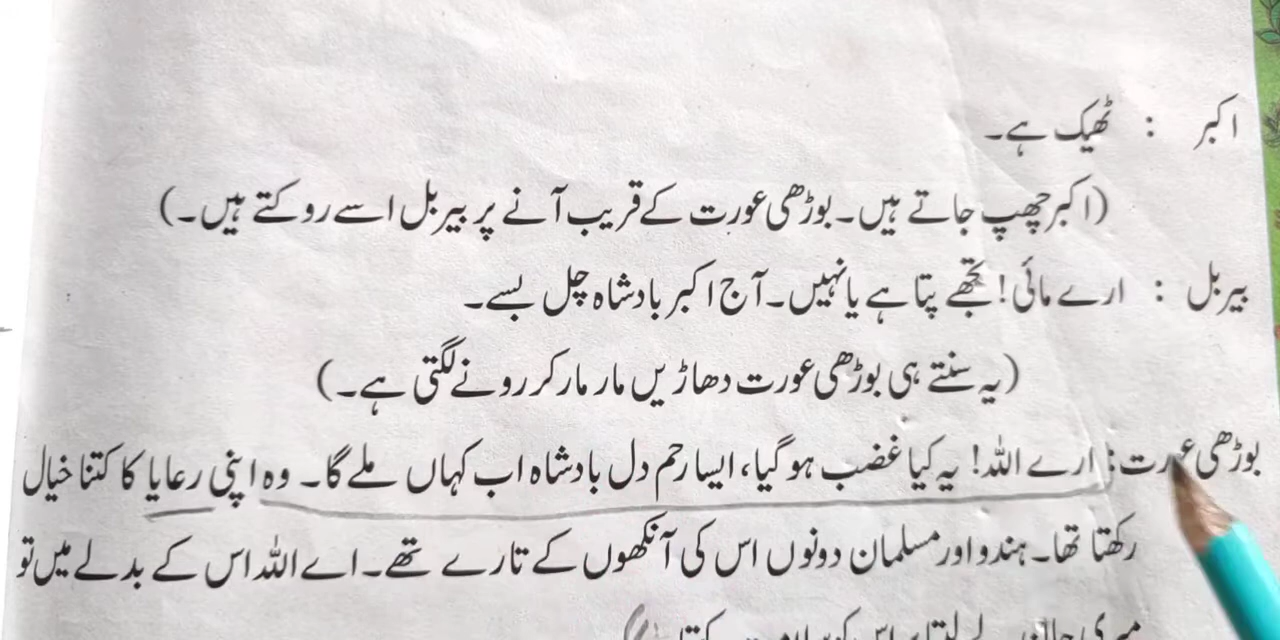 اکبر : ٹھیک ہے۔
(اکبر چھپ جاتے ہیں۔ بوڑھی عورت کے قریب آنے پر بیربل اسے روکتے ہیں۔)
بیربل : ارے مائی! تجھے پتا ہے یا نہیں۔ آج اکبر بادشاہ چل بسے۔
(یہ سنتے ہی بوڑھی عورت دھاڑیں مار مار کر رونے لگتی ہے۔)
بوڑھی عورت: ارے اللہ! یہ کیا غضب ہو گیا، ایسا رحم دل بادشاہ اب کہاں ملے گا۔ وہ اپنی رعایا کا کتنا خیال
رکھتا تھا۔ ہندو اور مسلمان دونوں اس کی آنکھوں کے تارے تھے۔ اے اللہ اس کے بدلے میں تو